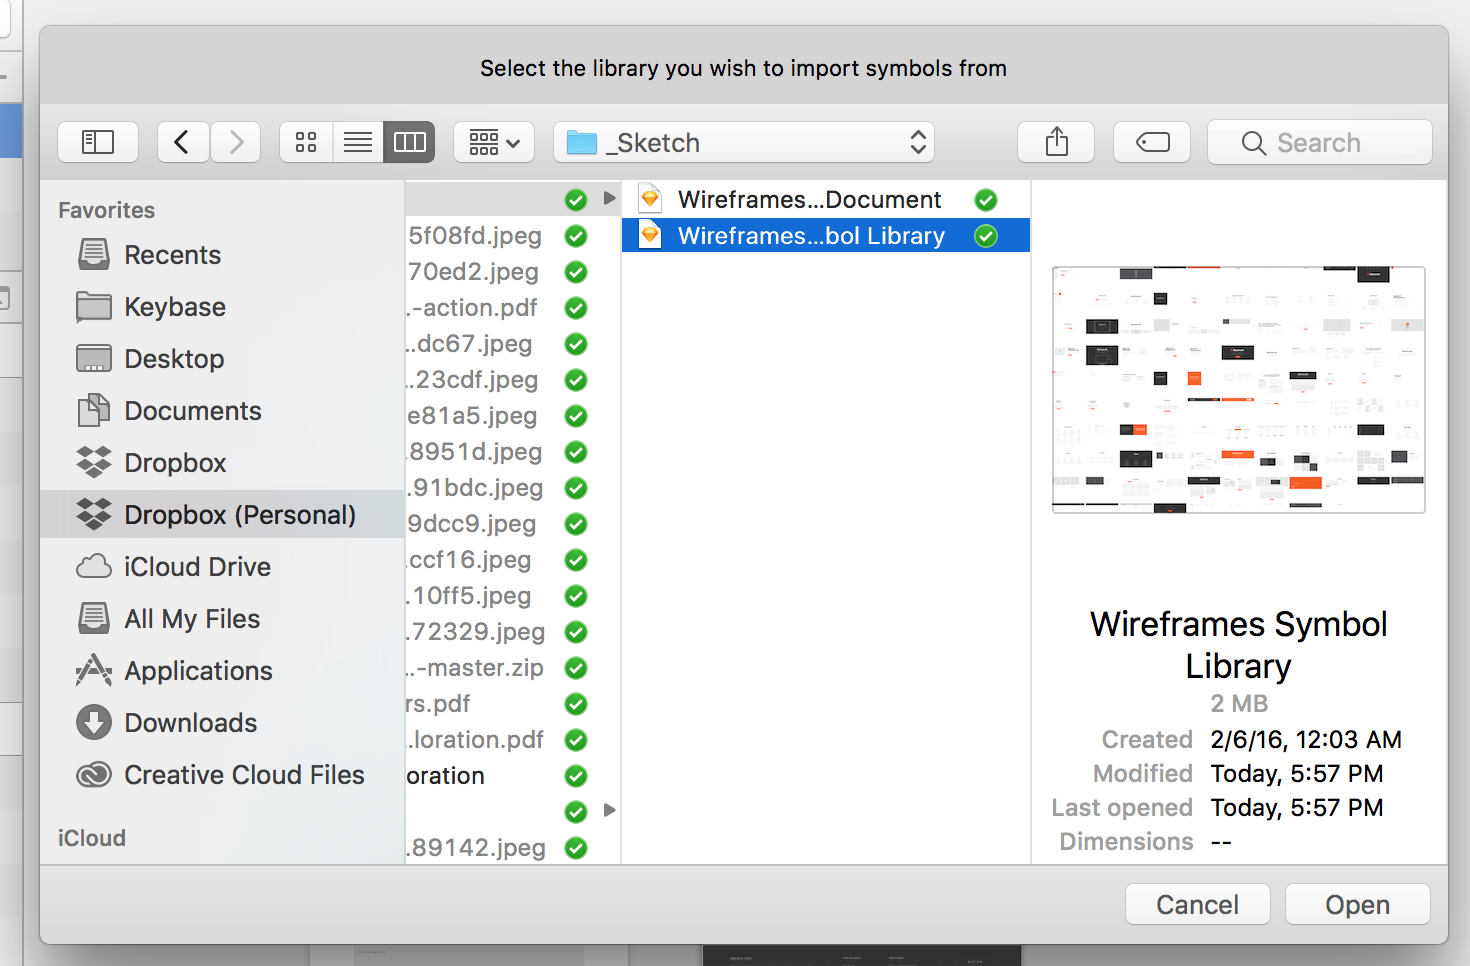 Select the library you wish to import symbols from
_Sketch
Search
Favorites
Recents
Keybase
Desktop
Documents
Dropbox
Dropbox (Personal)
iCloud Drive
All My Files
Applications
Downloads
Creative Cloud Files
iCloud
5f08fd.jpeg
70ed2.jpeg
..-action.pdf
...dc67.jpeg
...23cdf.jpeg
e81a5.jpeg
.8951d.jpeg
.91bdc.jpeg
9dcc9.jpeg
.ccf16.jpeg
.10ff5.jpeg
.72329.jpeg
...-master.zip
rs.pdf
...loration.pdf
oration
.89142.jpeg
Wireframes...Document
Wireframes...bol Library
Wireframes Symbol
Library
2 MB
Created 2/6/16, 12:03 AM
Modified Today, 5:57 PM
Last opened Today, 5:57 PM
Dimensions --
Cancel
Open